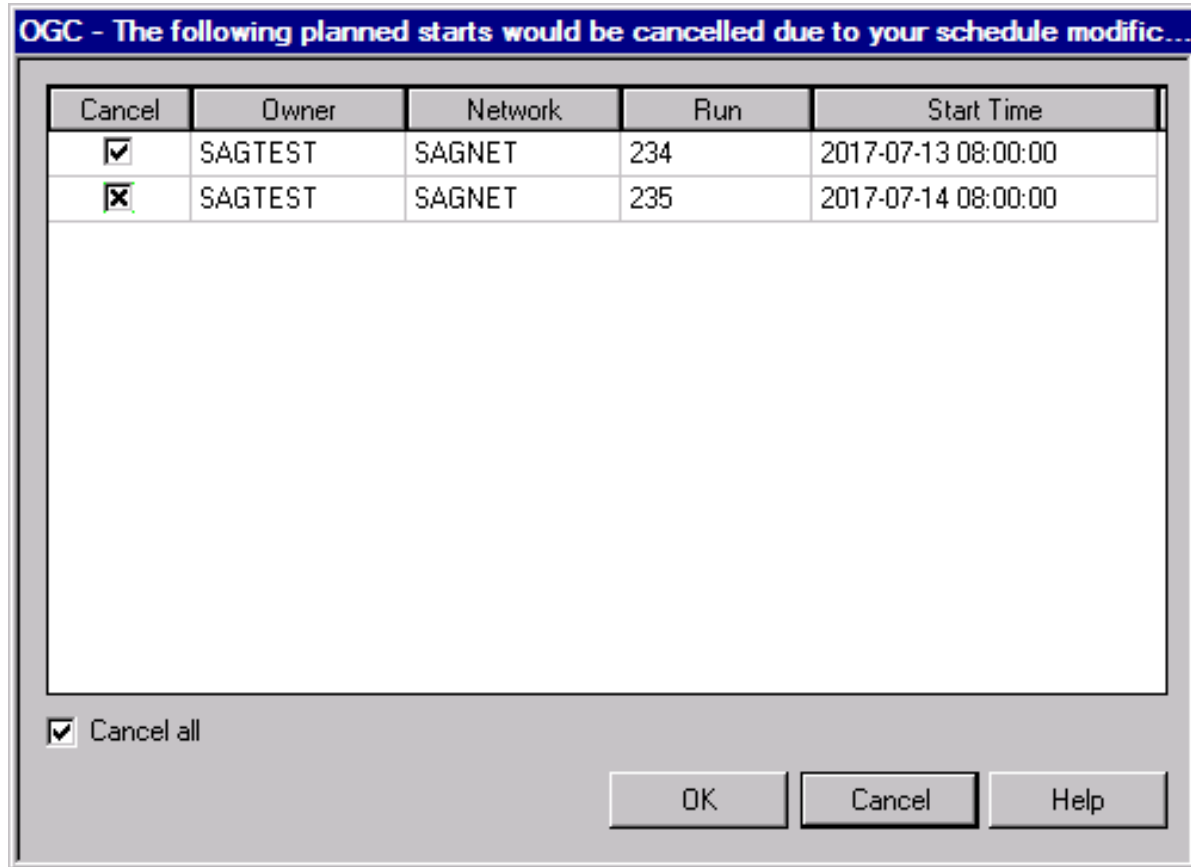 OGC - The following planned starts would be cancelled due to your schedule modific...
Cancel Owner Network Run Start Time
SAGTEST SAGNET 234 2017-07-13 08:00:00
SAGTEST SAGNET 235 2017-07-14 08:00:00
Cancel all
OK Cancel Help